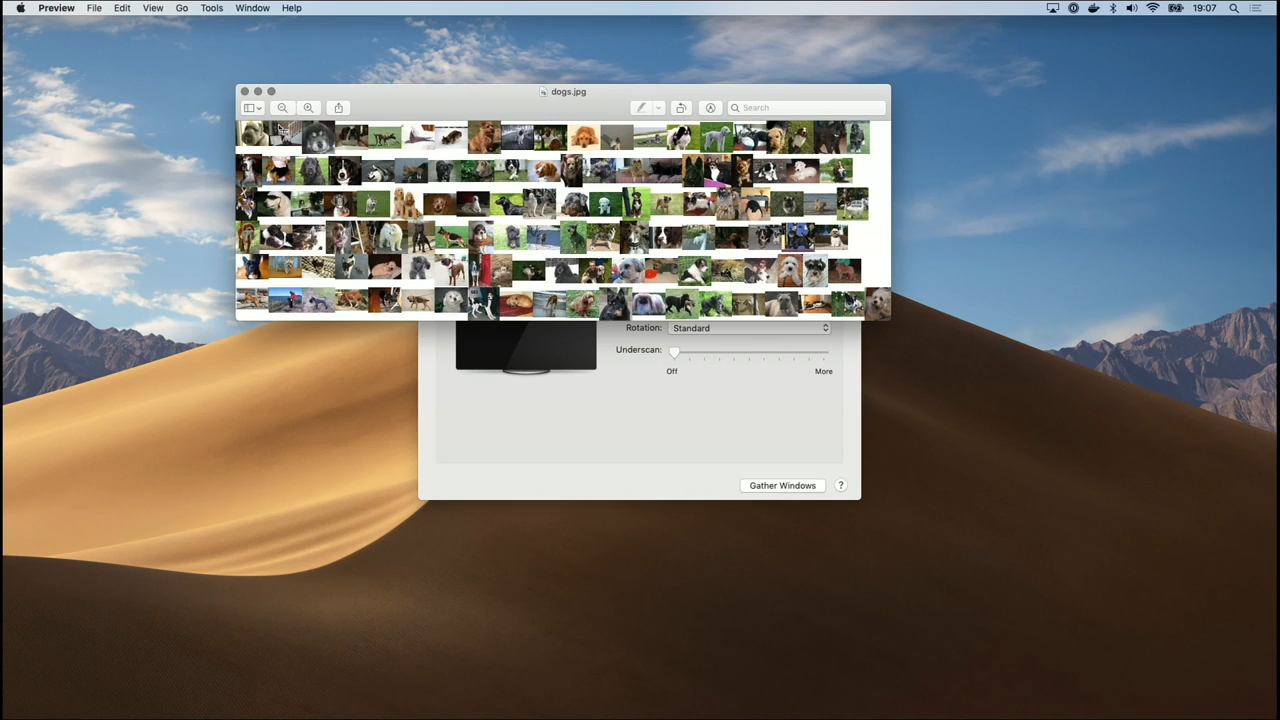 Preview File Edit View Go Tools Window Help 19:07
dogs.jpg
Search
Rotation: Standard
Underscan:
Off More
Gather Windows ?